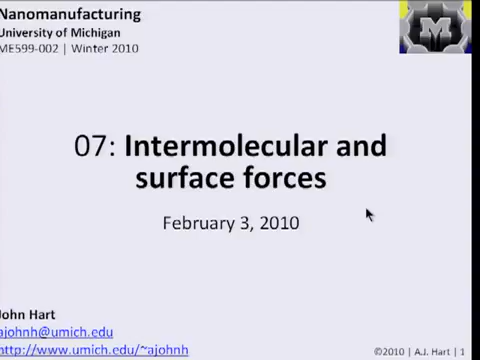 Nanomanufacturing
University of Michigan
ME599-002 | Winter 2010
M
07: Intermolecular and
surface forces
February 3, 2010
John Hart
ajohnh@umich.edu
http://www.umich.edu/~ajohnh
©2010 | A.J. Hart | 1